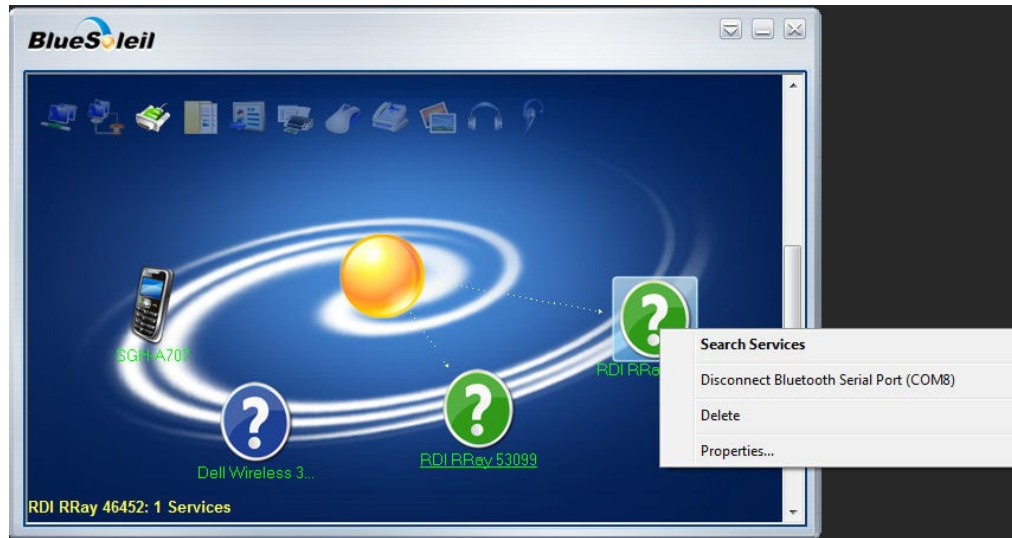 BlueSoleil
SGH-A707
RDI RRa
Search Services
Disconnect Bluetooth Serial Port (COM8)
Delete
Properties...
RDI RRay 53099
Dell Wireless 3...
RDI RRay 46452: 1 Services